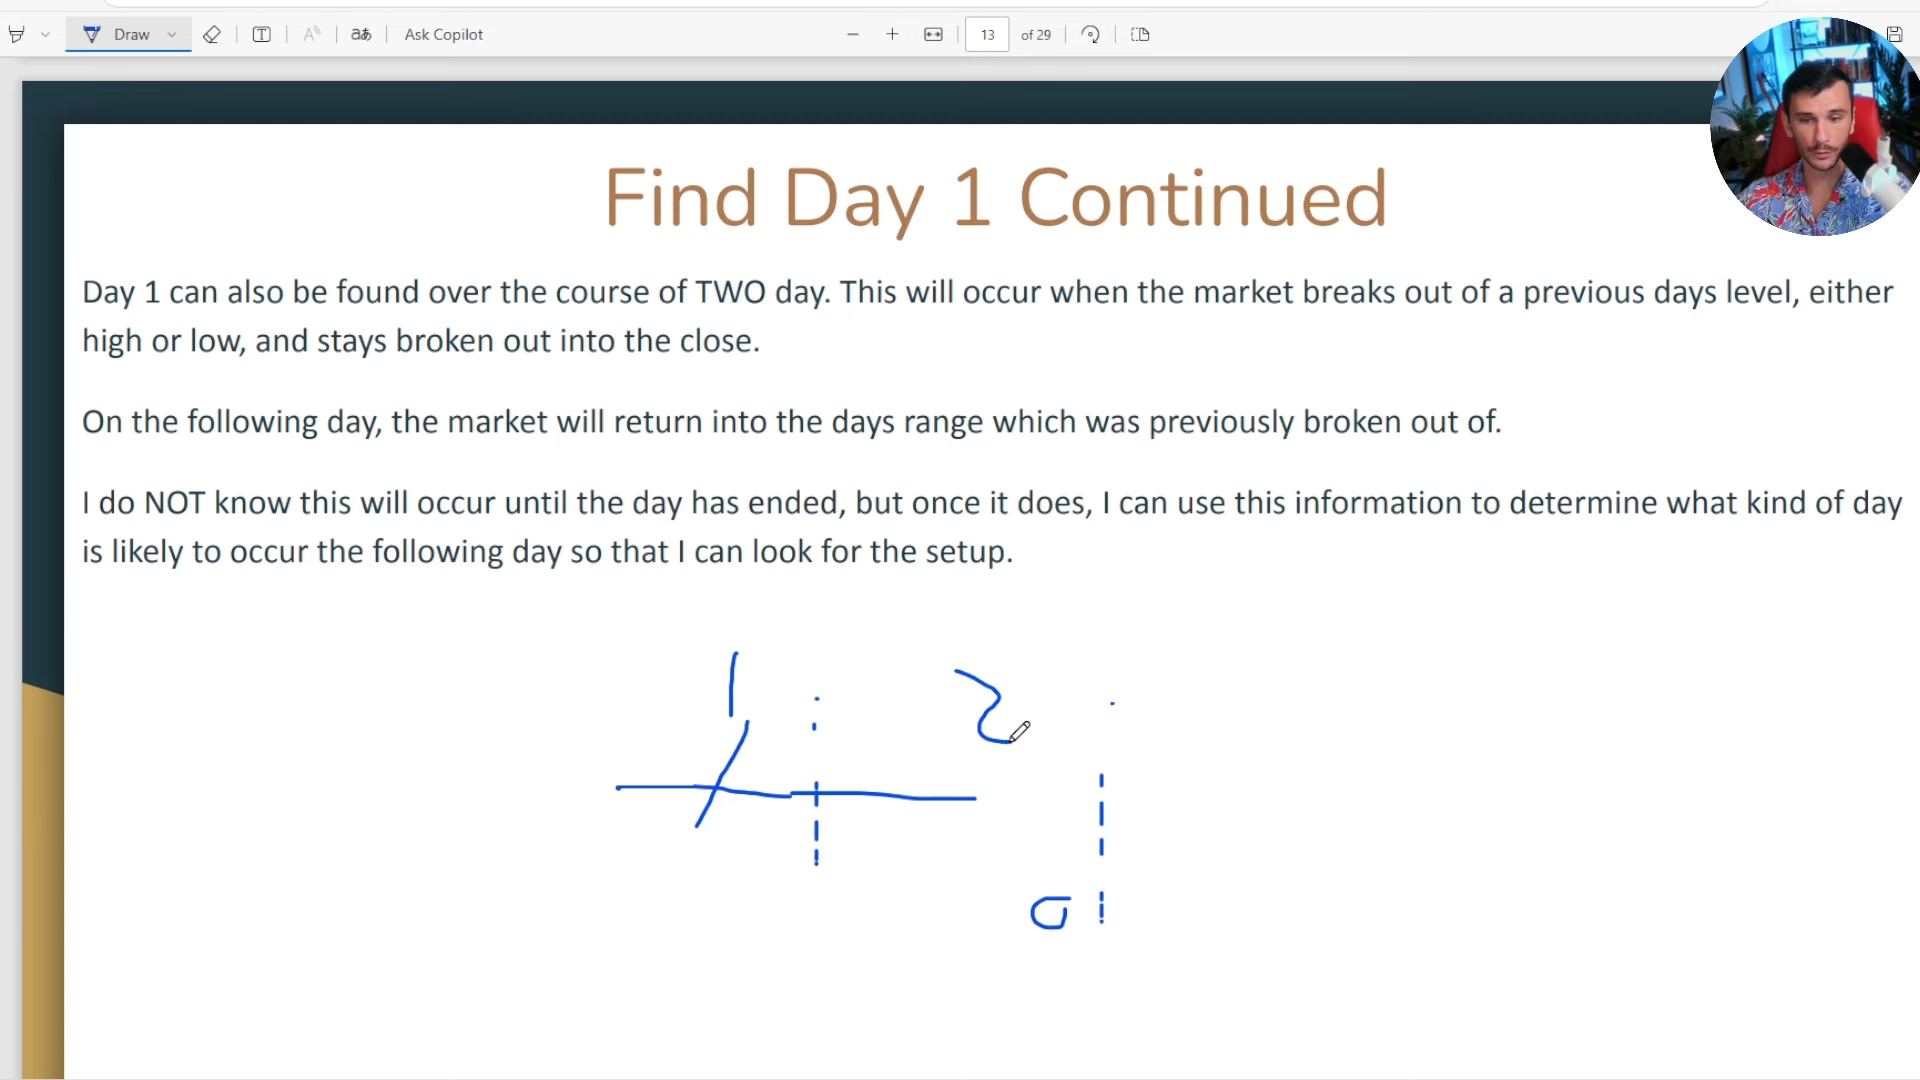 Draw
aあ
Ask Copilot
13
of 29
Find Day 1 Continued
Day 1 can also be found over the course of TWO day. This will occur when the market breaks out of a previous days level, either
high or low, and stays broken out into the close.
On the following day, the market will return into the days range which was previously broken out of.
I do NOT know this will occur until the day has ended, but once it does, I can use this information to determine what kind of day
is likely to occur the following day so that I can look for the setup.
1
2